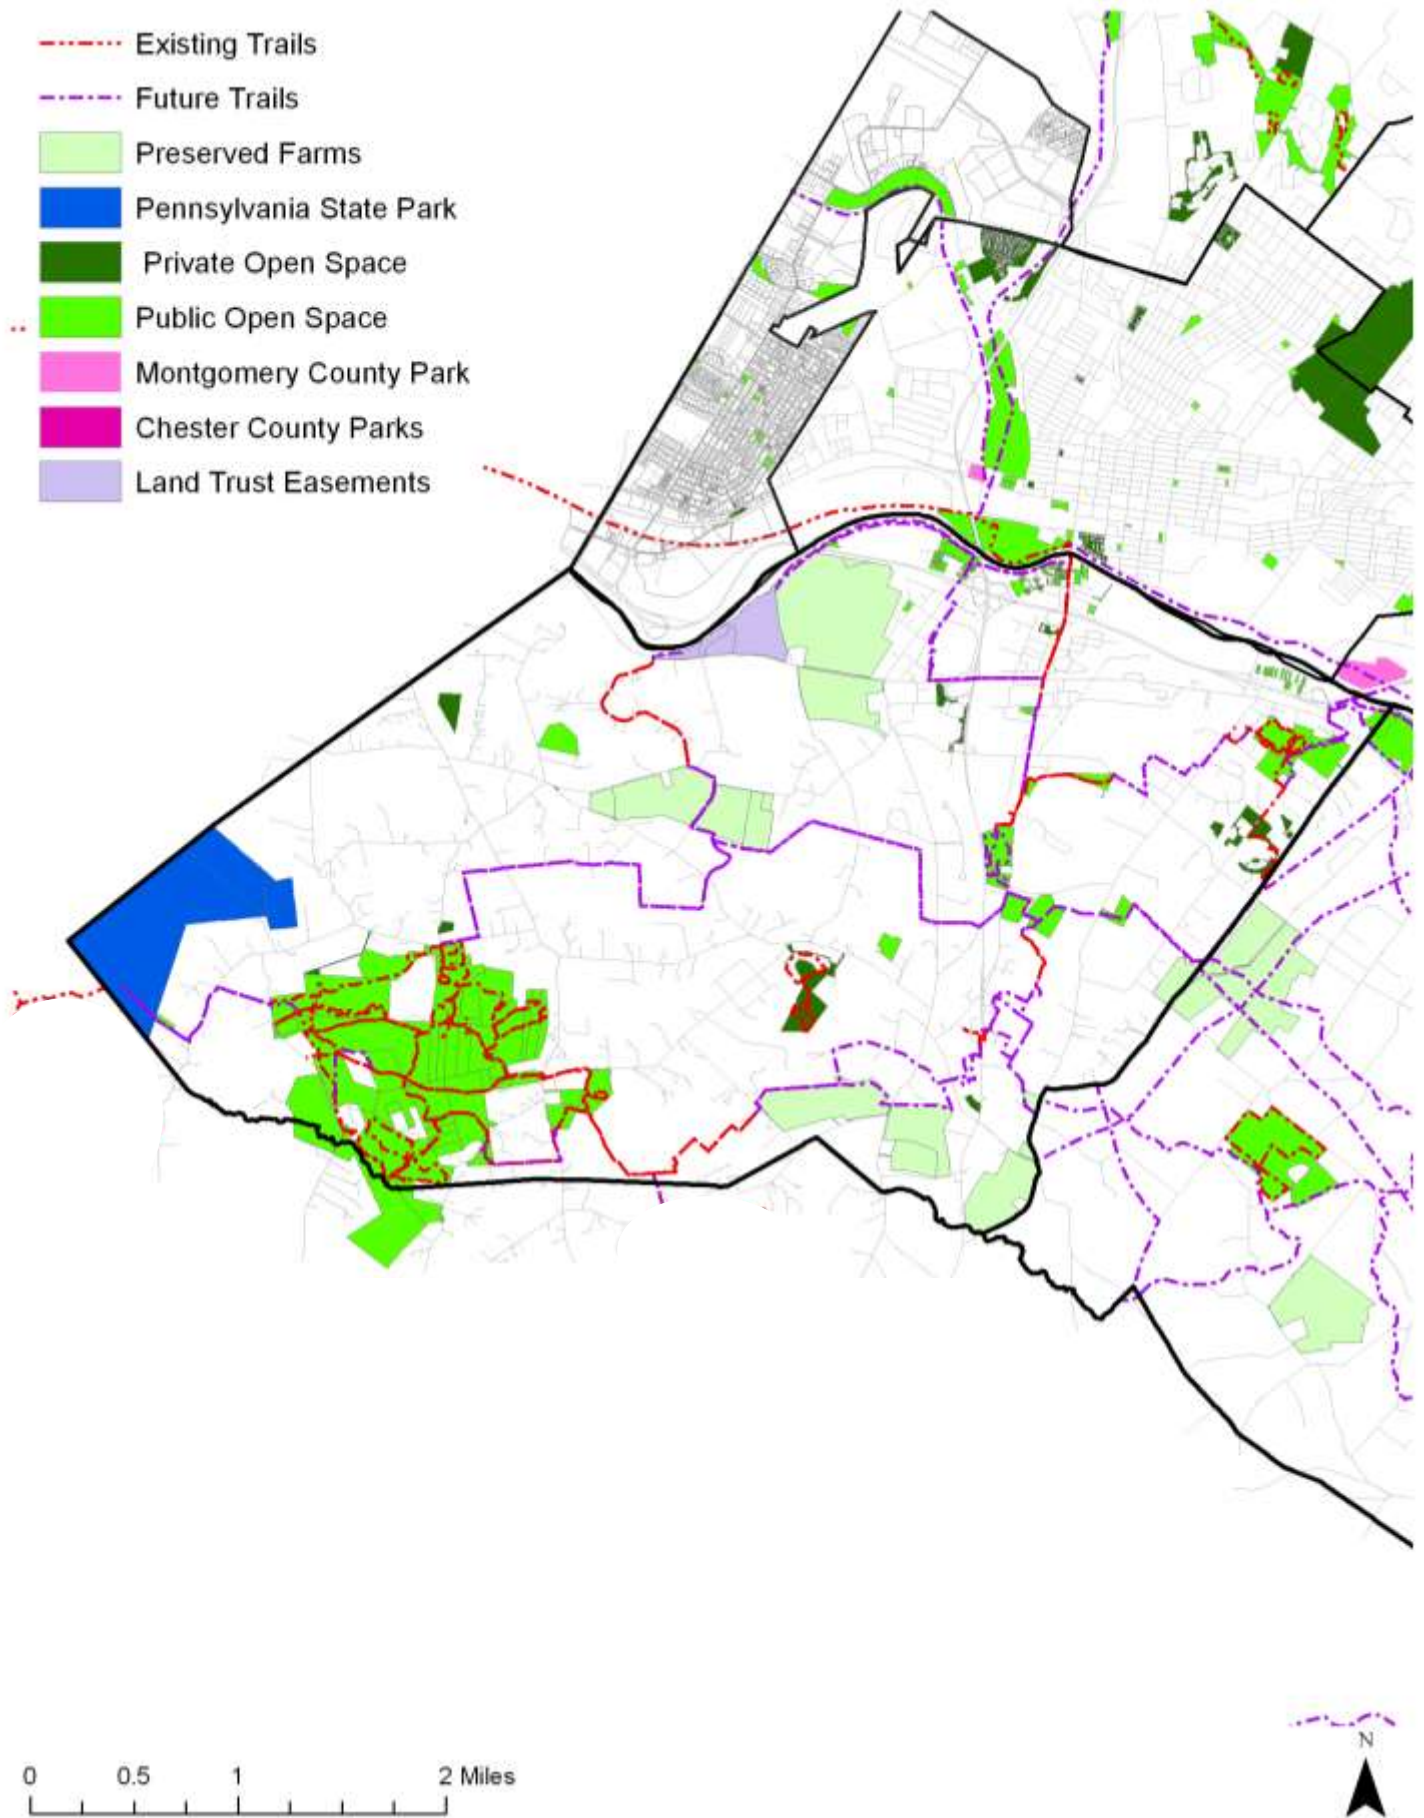 Existing Trails
Future Trails
Preserved Farms
Pennsylvania State Park
Private Open Space
Public Open Space
Montgomery County Park
Chester County Parks
Land Trust Easements
N
0 0.5 1 2 Miles